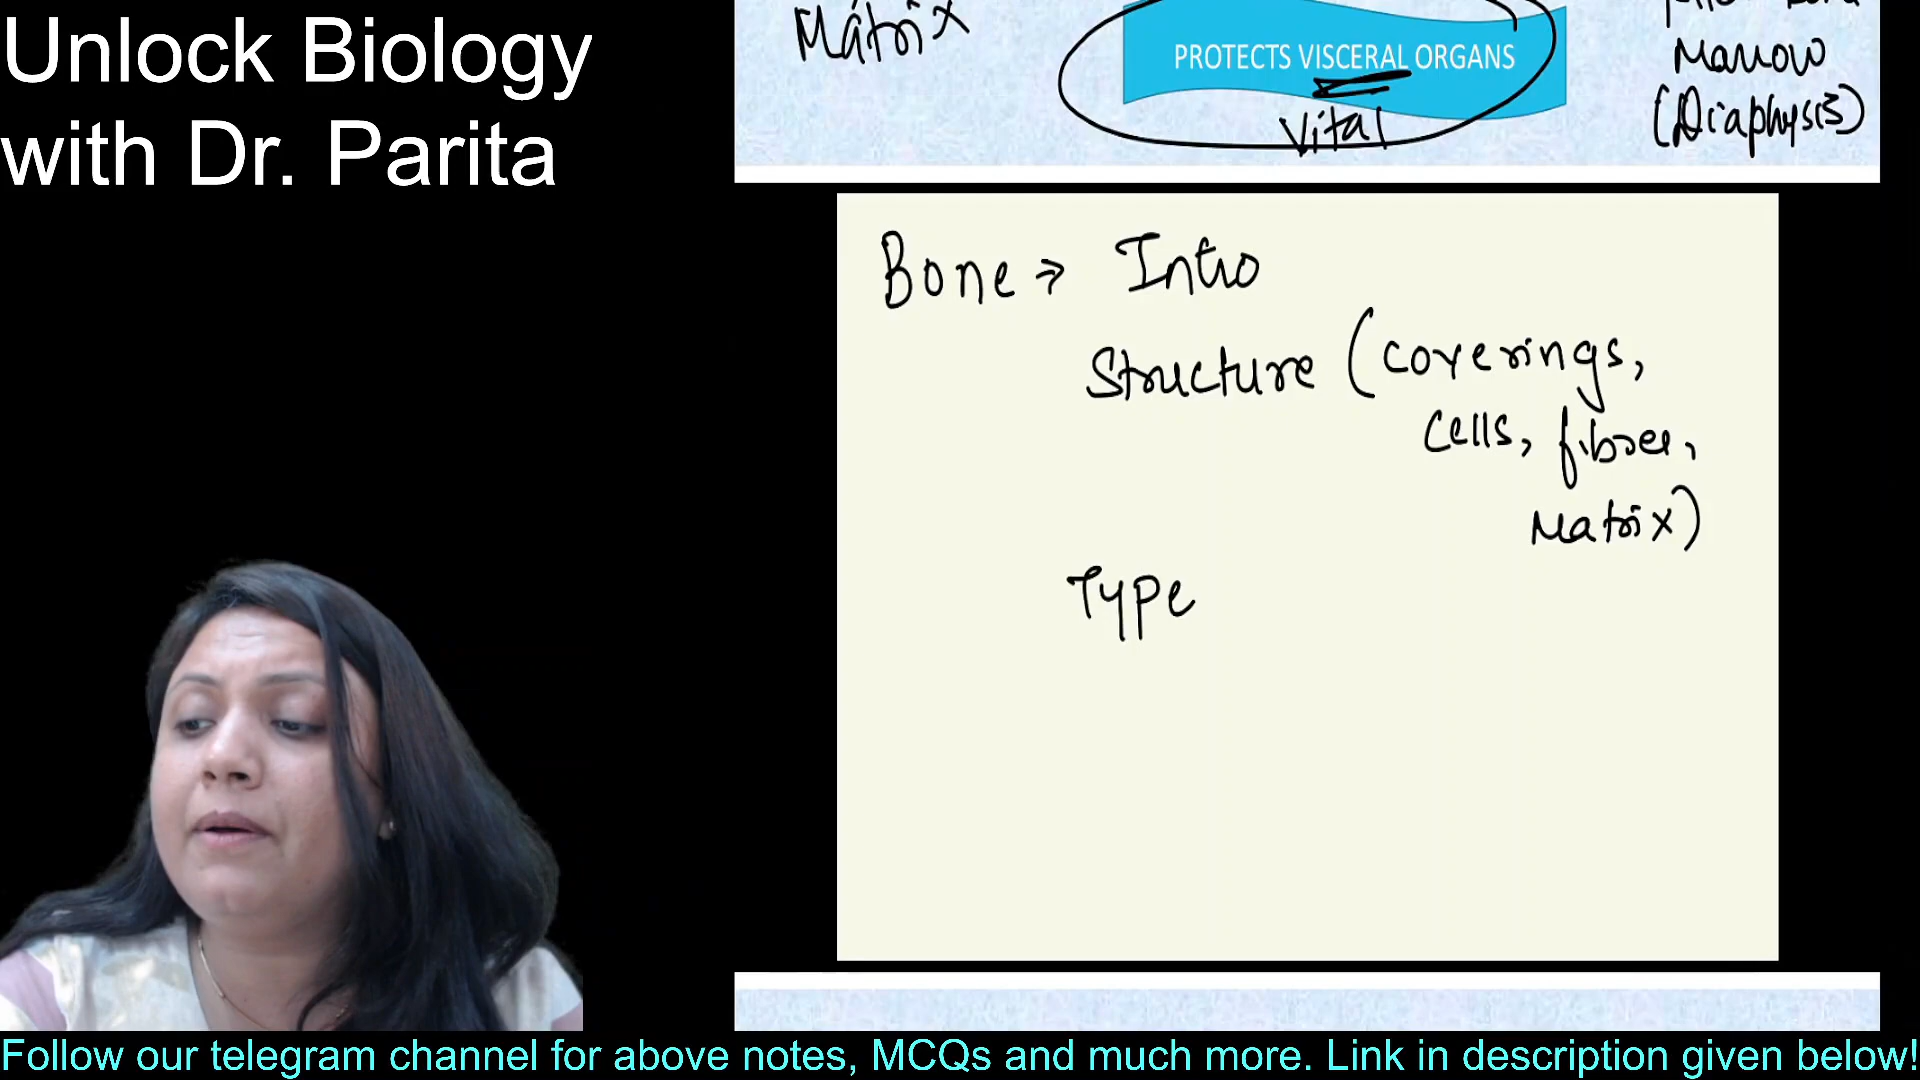 Unlock Biology
with Dr. Parita
Matrix
PROTECTS VISCERAL ORGANS
Vital
Marrow
(Diaphysis)
Bone → Intro
Structure (coverings,
cells, fibres,
Matrix)
Type
Follow our telegram channel for above notes, MCQs and much more. Link in description given below!